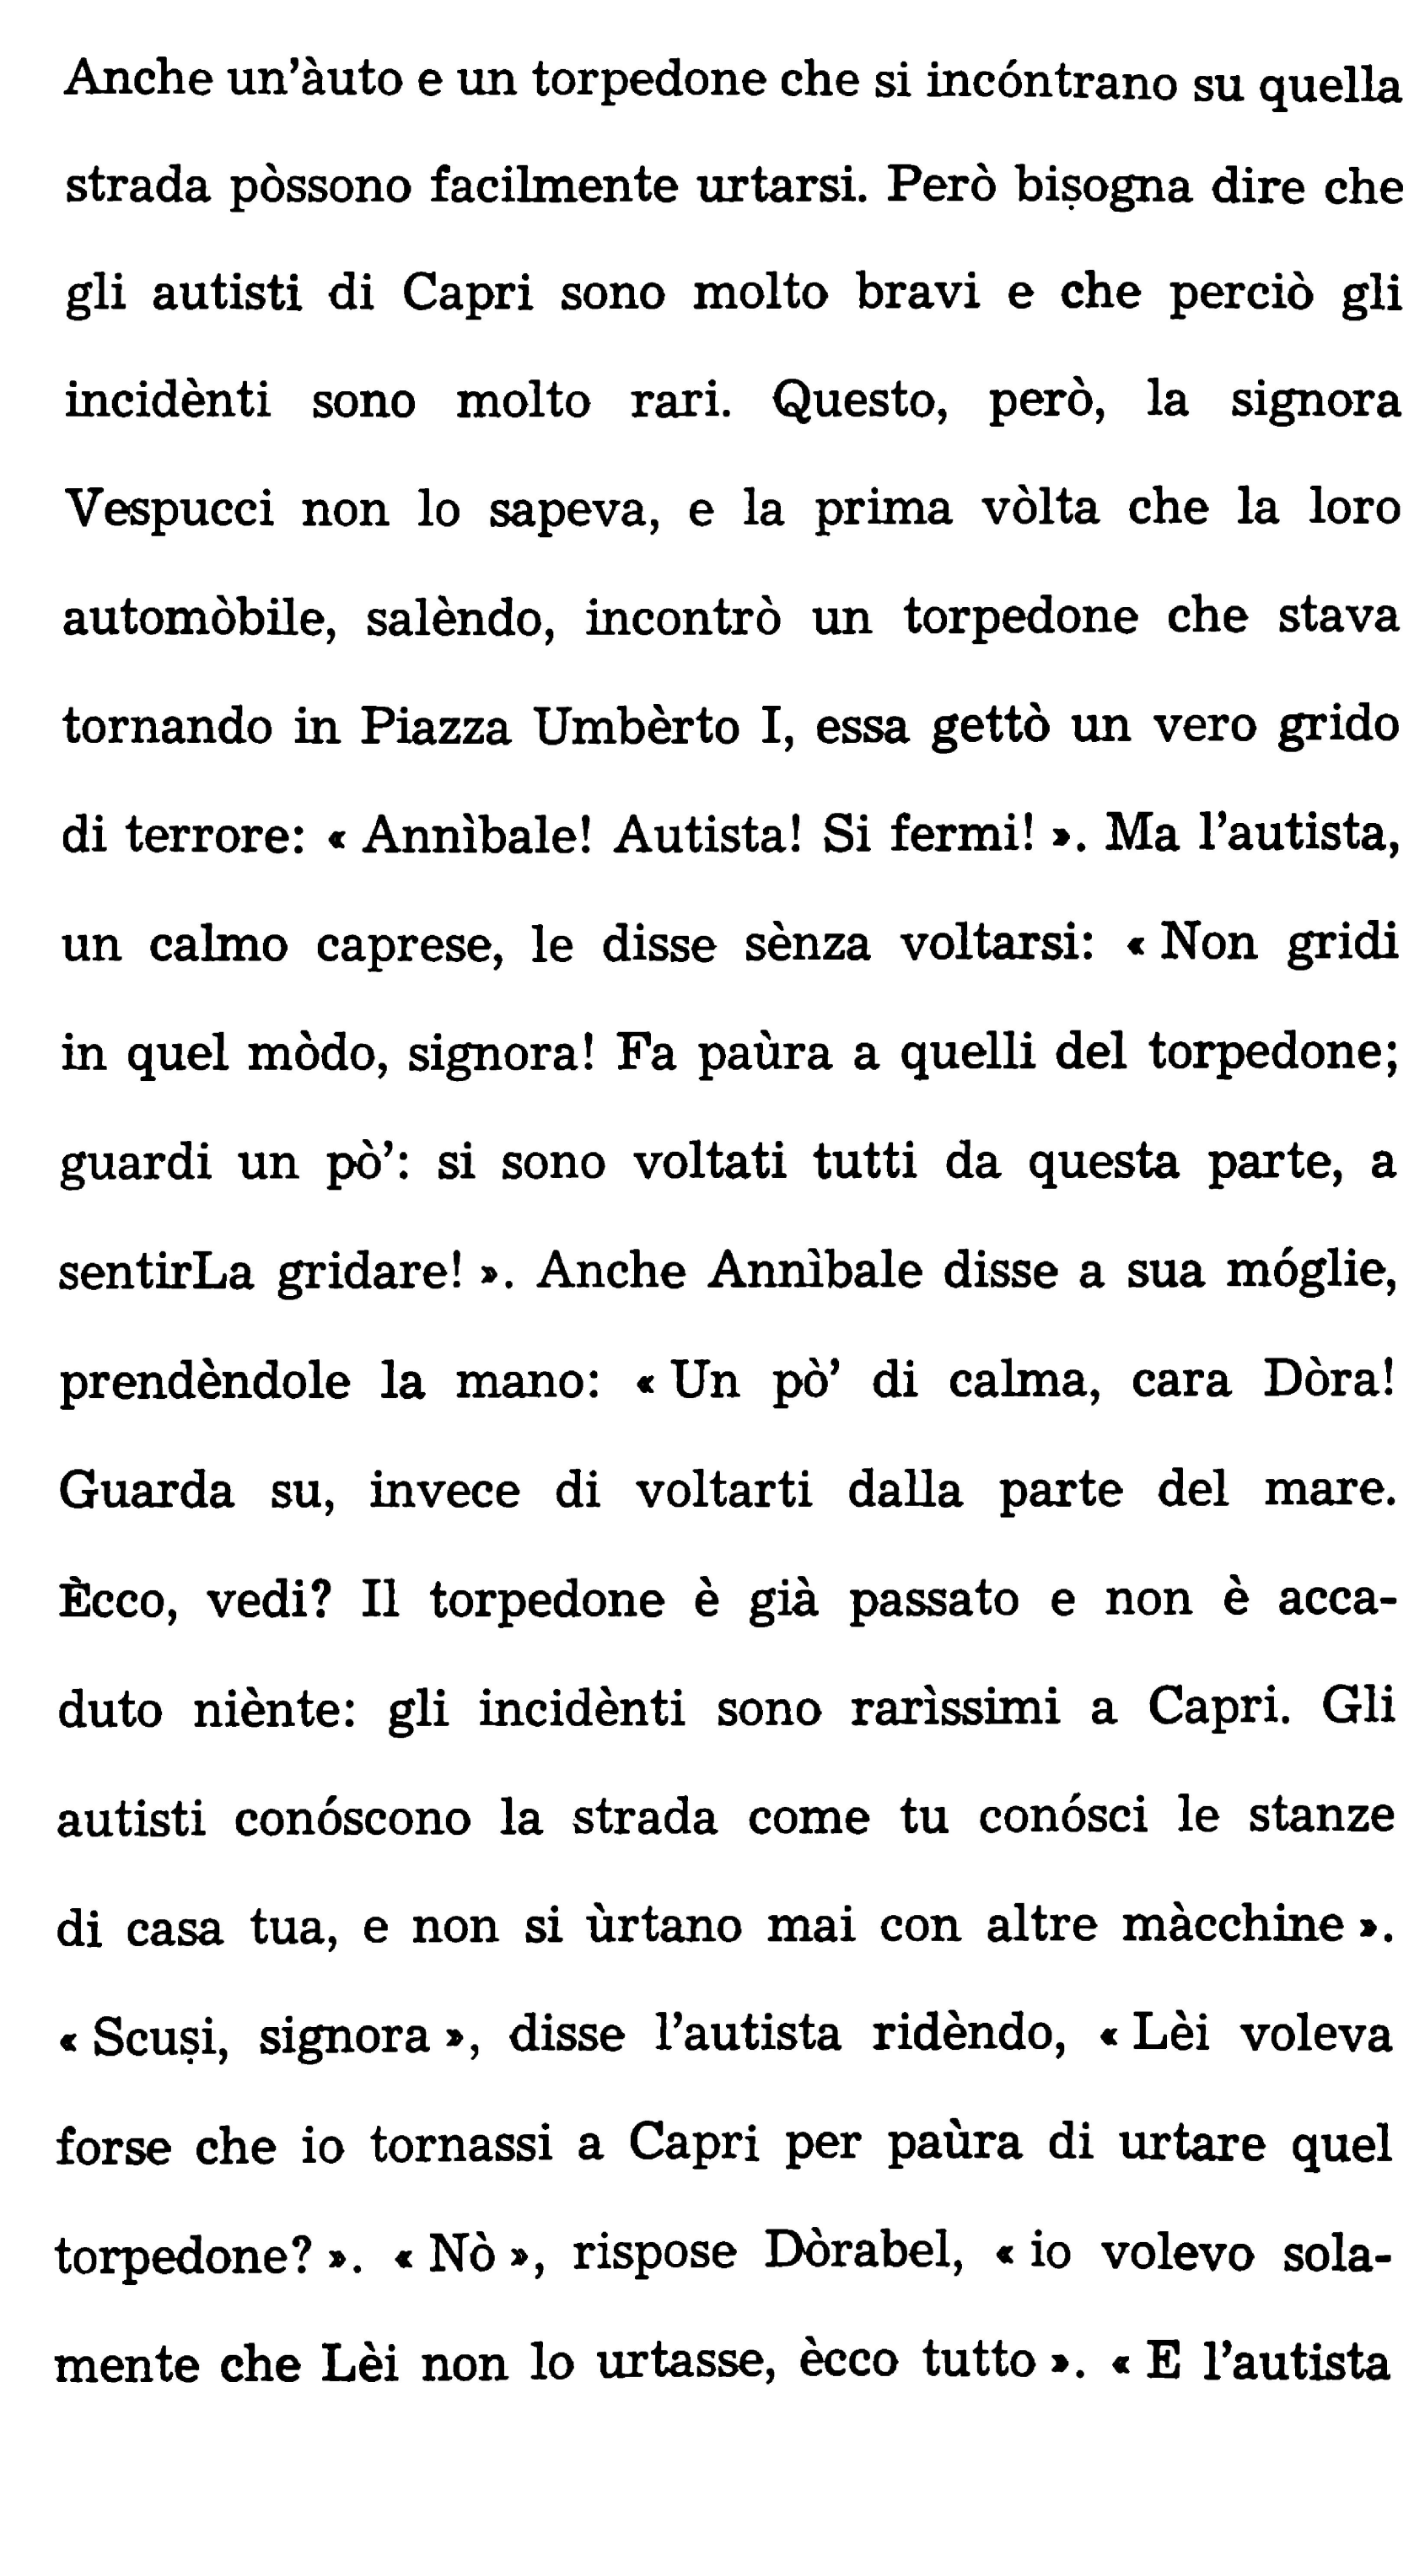 Anche un'àuto e un torpedone che si incóntrano su quella
strada pòssono facilmente urtarsi. Però biṣogna dire che
gli autisti di Capri sono molto bravi e che perciò gli
incidènti sono molto rari. Questo, però, la signora
Vespucci non lo sapeva, e la prima vòlta che la loro
automòbile, salèndo, incontrò un torpedone che stava
tornando in Piazza Umbèrto I, essa gettò un vero grido
di terrore: « Annìbale! Autista! Si fermi! ». Ma l'autista,
un calmo caprese, le disse sènza voltarsi: « Non gridi
in quel mòdo, signora! Fa paùra a quelli del torpedone;
guardi un pò': si sono voltati tutti da questa parte, a
sentirLa gridare! ». Anche Annìbale disse a sua móglie,
prendèndole la mano: « Un pò' di calma, cara Dòra!
Guarda su, invece di voltarti dalla parte del mare.
Ècco, vedi? Il torpedone è già passato e non è acca-
duto niènte: gli incidènti sono rarìssimi a Capri. Gli
autisti conóscono la strada come tu conósci le stanze
di casa tua, e non si ùrtano mai con altre màcchine ».
« Scuṣi, signora », disse l'autista ridèndo, « Lèi voleva
forse che io tornassi a Capri per paùra di urtare quel
torpedone? ». « Nò », rispose Dòrabel, « io volevo sola-
mente che Lèi non lo urtasse, ècco tutto ». « E l'autista